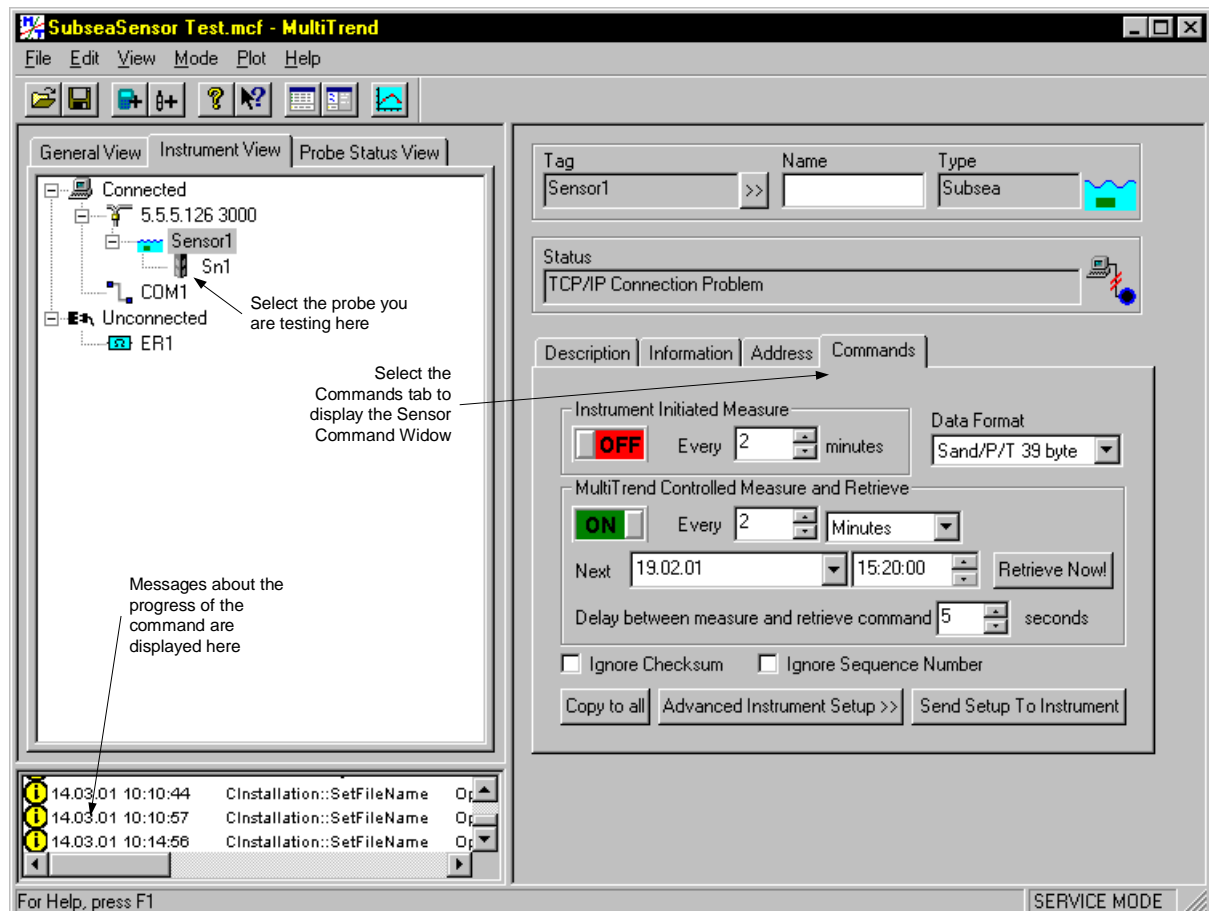 SubseaSensor Test.mcf - MultiTrend
File Edit View Mode Plot Help
General View Instrument View Probe Status View
Connected
5.5.5.126 3000
Sensor1
Sn1
COM1
Unconnected
ER1
Select the probe you
are testing here
Select the
Commands tab to
display the Sensor
Command Widow
Messages about the
progress of the
command are
displayed here
14.03.01 10:10:44 CInstallation::SetFileName
14.03.01 10:10:57 CInstallation::SetFileName
14.03.01 10:14:56 CInstallation::SetFileName
Tag Name Type
Sensor1 >> Subsea
Status
TCP/IP Connection Problem
Description Information Address Commands
Instrument Initiated Measure
OFF Every 2 minutes
Data Format
Sand/P/T 39 byte
MultiTrend Controlled Measure and Retrieve
ON Every 2 Minutes
Next 19.02.01 15:20:00 Retrieve Now!
Delay between measure and retrieve command 5 seconds
Ignore Checksum Ignore Sequence Number
Copy to all Advanced Instrument Setup >> Send Setup To Instrument
For Help, press F1 SERVICE MODE